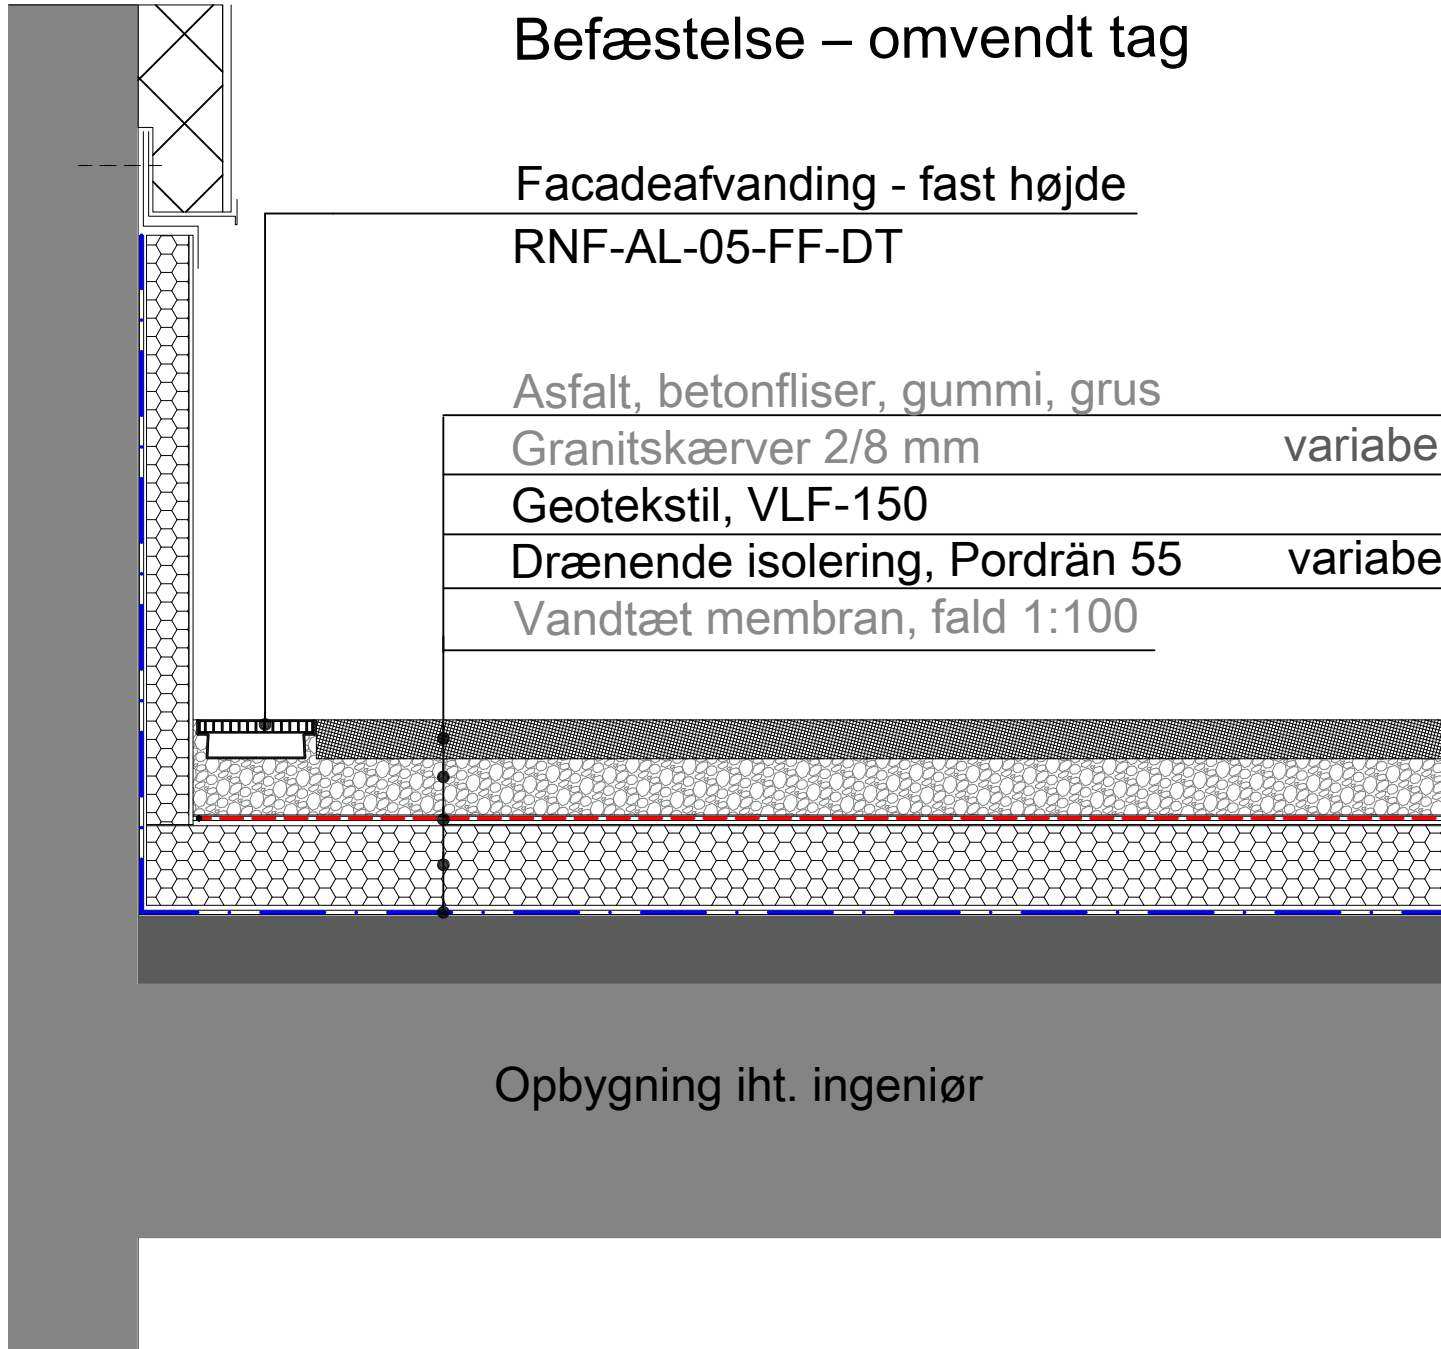 Befæstelse – omvendt tag
Facadeafvanding - fast højde
RNF-AL-05-FF-DT
Asfalt, betonfliser, gummi, grus
Granitskærver 2/8 mm variabe
Geotekstil, VLF-150
Drænende isolering, Pordrän 55 variabe
Vandtæt membran, fald 1:100
Opbygning iht. ingeniør